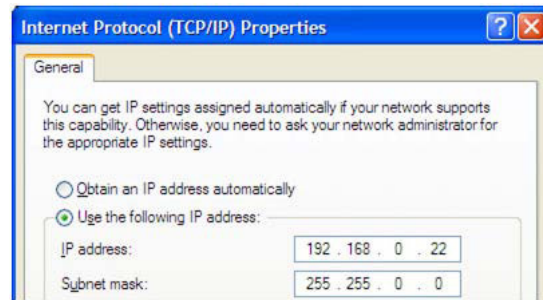 Internet Protocol (TCP/IP) Properties
General
You can get IP settings assigned automatically if your network supports
this capability. Otherwise, you need to ask your network administrator for
the appropriate IP settings.
Obtain an IP address automatically
Use the following IP address:
IP address: 192 . 168 . 0 . 22
Subnet mask: 255 . 255 . 0 . 0